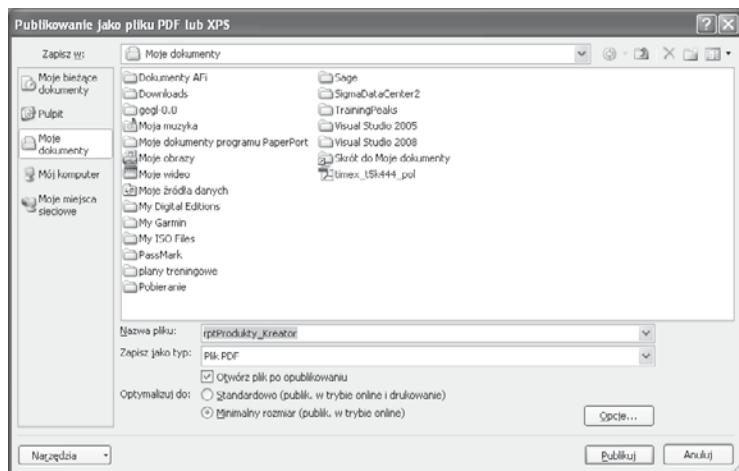 Publikowanie jako pliku PDF lub XPS
Zapisz w:
Moje dokumenty
Moje bieżące
dokumenty
Pulpit
Moje
dokumenty
Mój komputer
Moje miejsca
sieciowe
Dokumenty AFi
Downloads
gegl-0.0
Moja muzyka
Moje dokumenty programu PaperPort
Moje obrazy
Moje wideo
Moje źródła danych
My Digital Editions
My Garmin
My ISO Files
PassMark
plany treningowe
Pobieranie
Sage
SigmaDataCenter2
TrainingPeaks
Visual Studio 2005
Visual Studio 2008
Skrót do Moje dokumenty
timex_t5k444_pol
Nazwa pliku:
rptProdukty_Kreator
Zapisz jako typ:
Plik PDF
Otwórz plik po opublikowaniu
Optymalizuj do:
Standardowo (publik. w trybie online i drukowanie)
Minimalny rozmiar (publik. w trybie online)
Opcje...
Narzędzia
Publikuj
Anuluj